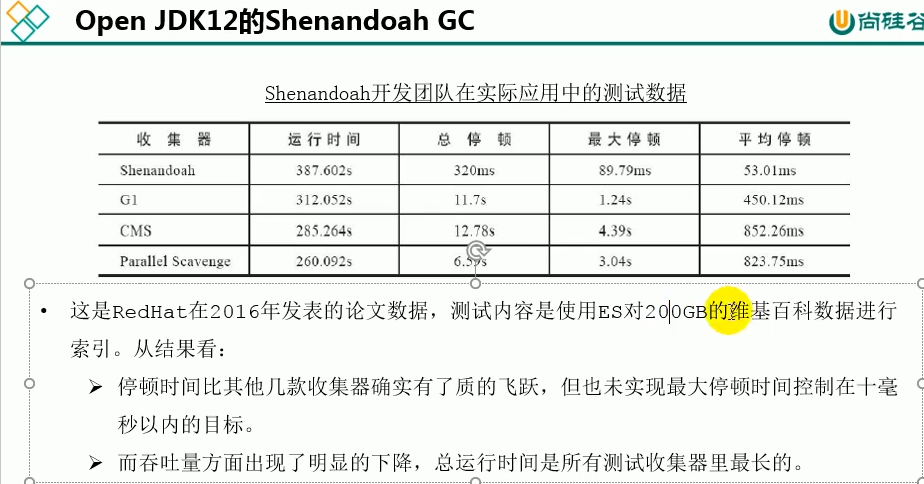 Open JDK12的Shenandoah GC
尚硅谷
Shenandoah开发团队在实际应用中的测试数据
收集器 运行时间 总停顿 最大停顿 平均停顿
Shenandoah 387.602s 320ms 89.79ms 53.01ms
G1 312.052s 11.7s 1.24s 450.12ms
CMS 285.264s 12.78s 4.39s 852.26ms
Parallel Scavenge 260.092s 6.59s 3.04s 823.75ms
• 这是RedHat在2016年发表的论文数据，测试内容是使用ES对200GB的维基百科数据进行
索引。从结果看：
➢ 停顿时间比其他几款收集器确实有了质的飞跃，但也未实现最大停顿时间控制在十毫
秒以内的目标。
➢ 而吞吐量方面出现了明显的下降，总运行时间是所有测试收集器里最长的。